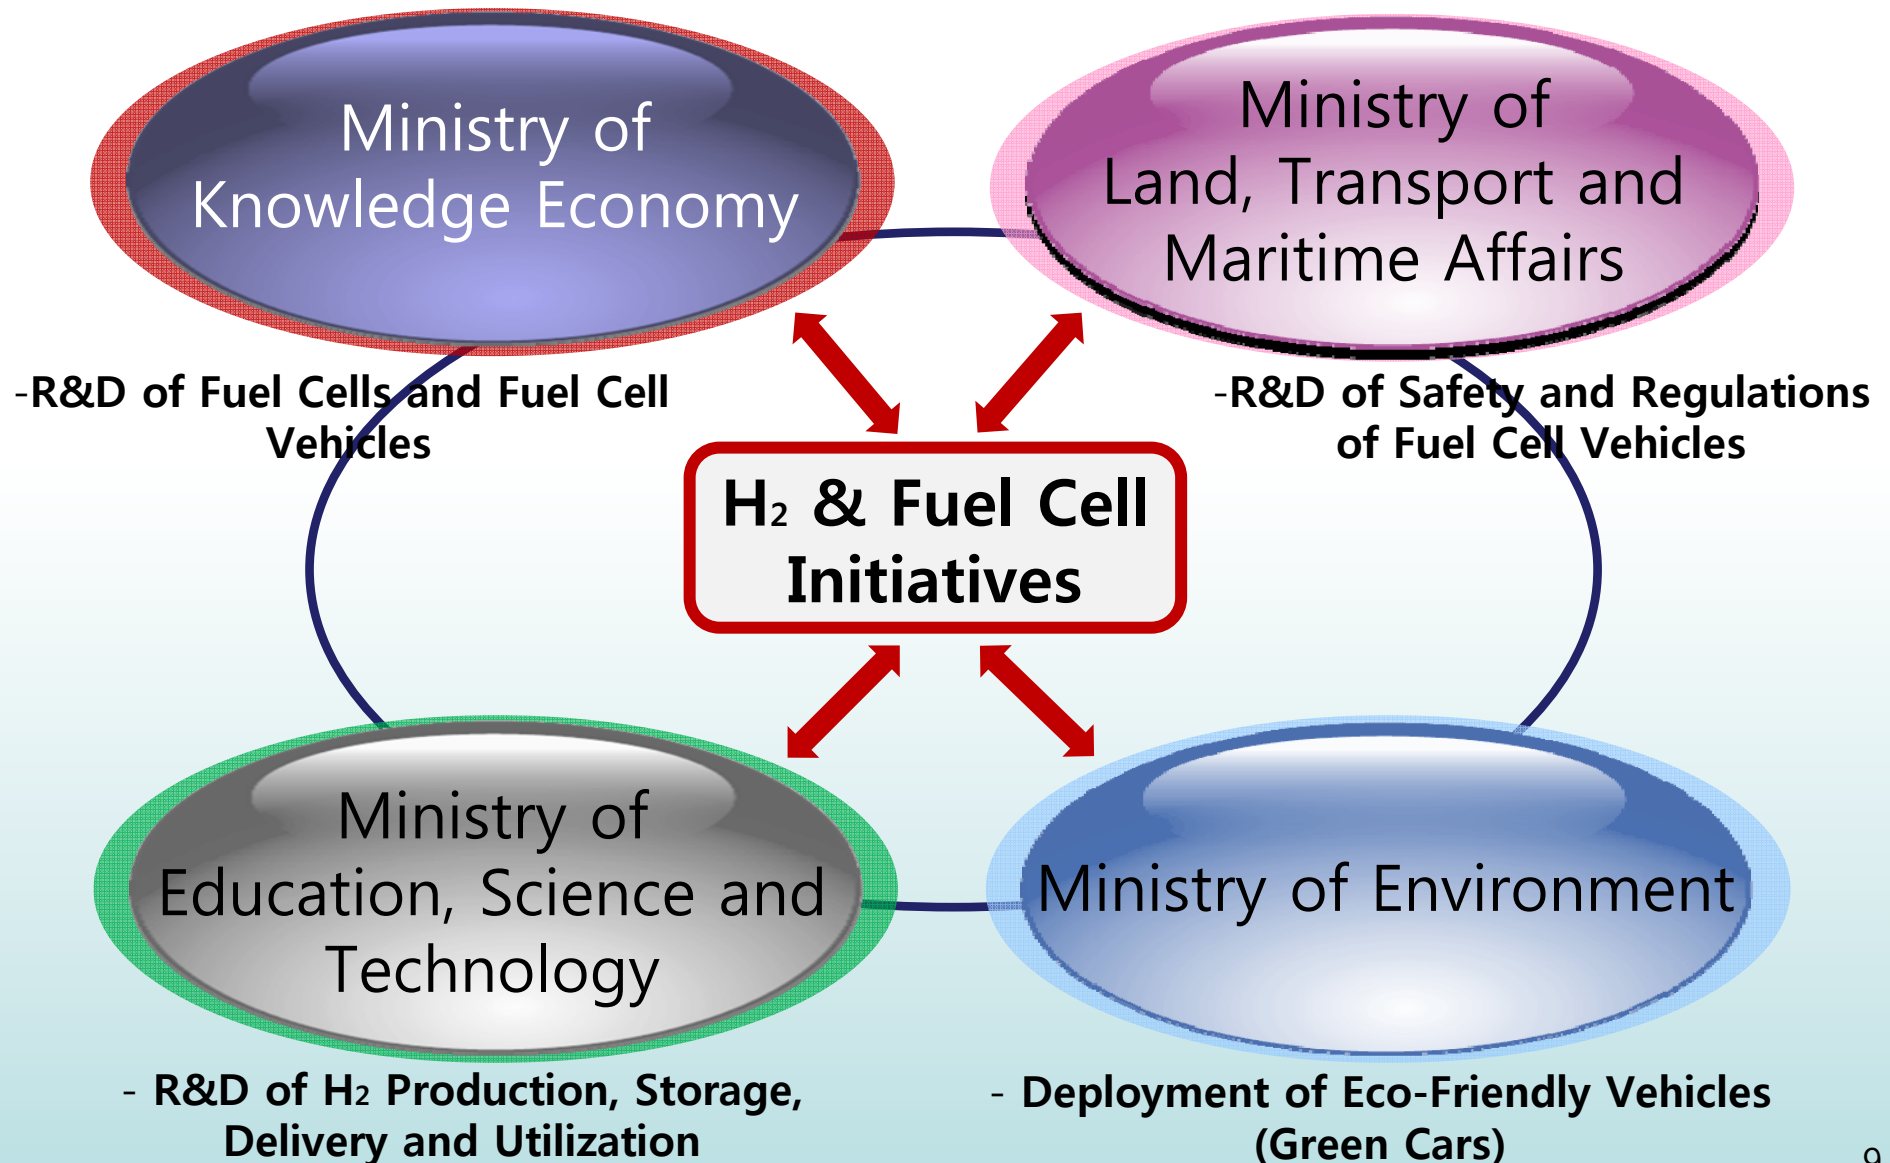 Ministry of
Knowledge Economy
-R&D of Fuel Cells and Fuel Cell
Vehicles
Ministry of
Land, Transport and
Maritime Affairs
-R&D of Safety and Regulations
of Fuel Cell Vehicles
H₂ & Fuel Cell
Initiatives
Ministry of
Education, Science and
Technology
- R&D of H₂ Production, Storage,
Delivery and Utilization
Ministry of Environment
- Deployment of Eco-Friendly Vehicles
(Green Cars)
9